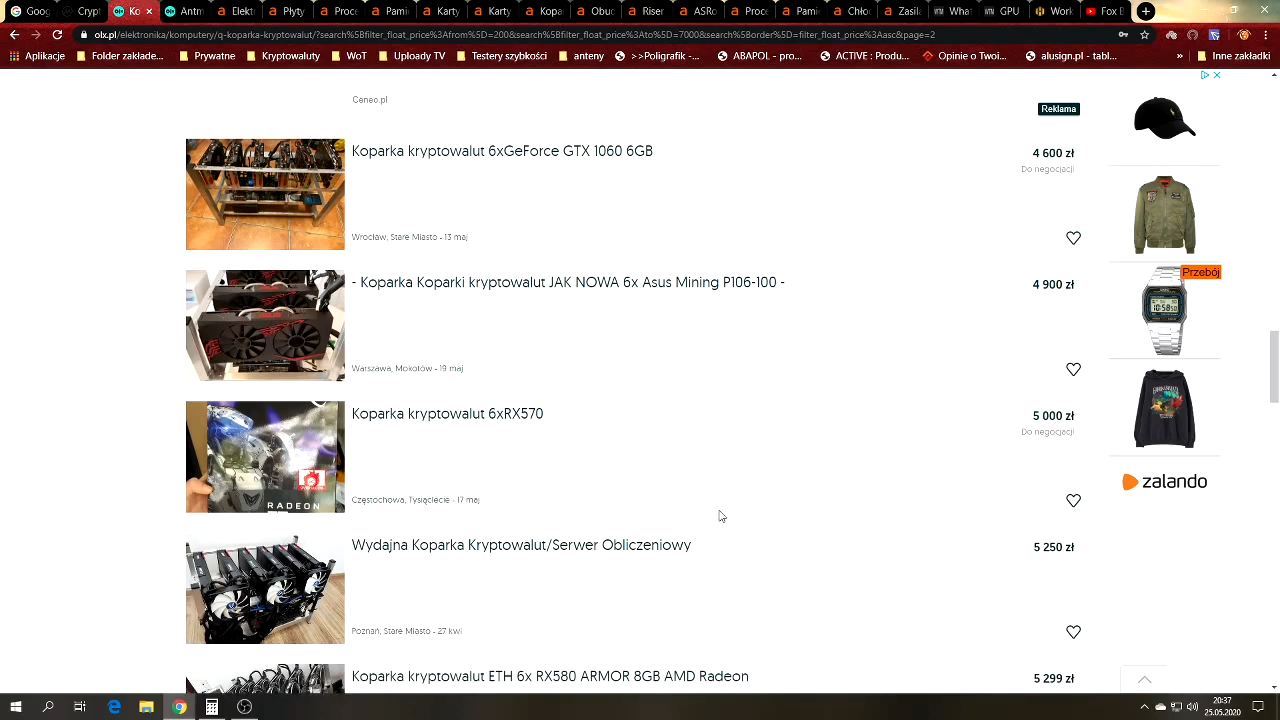 Goog
Crypt
Ko
Antm
Elekt
Płyty
Proce
Pami
Karty
Karty
Kopa
Obuc
Riser
ASRo
Proce
Pamy
Chło
Zasil
What
GPU
Work
Fox B
olx.pl/elektronika/komputery/q-koparka-kryptowalut/?search%5Bfilter_float_price%3Afrom%5D=2000&search%5Bfilter_float_price%3Ato%5D=7000&search%5Border%5D=filter_float_price%3Aasc&page=2
Aplikacje
Folder zakłade...
Prywatne
Kryptowaluty
WoT
Uploady TV
Testery szybkości
anteny
>>Poligrafik -...
ABAPOL - pro...
ACTIVE : Produ...
Opinie o Twoi...
alusign.pl - tabl...
»
Inne zakładki
Ceneo.pl
Reklama
Koparka kryptowalut 6xGeForce GTX 1060 6GB
4 600 zł
Do negocjacji
Wrocław, Stare Miasto - 13 maj
- Koparka Koparki Kryptowalut JAK NOWA 6x Asus Mining P106-100 -
4 900 zł
Warszawa, Mokotów - 19 maj
Koparka kryptowalut 6xRX570
5 000 zł
Do negocjacji
RADEON
Częstochowa, Tysiąclecie - 17 maj
Wydajna Koparka Kryptowalut/Serwer Obliczeniowy
5 250 zł
Poznań, Stare Miasto - 27 kwi
Koparka kryptowalut ETH 6x RX580 ARMOR 8GB AMD Radeon
5 299 zł
Przebój
CASIO
10:58
zalando
20:37
25.05.2020